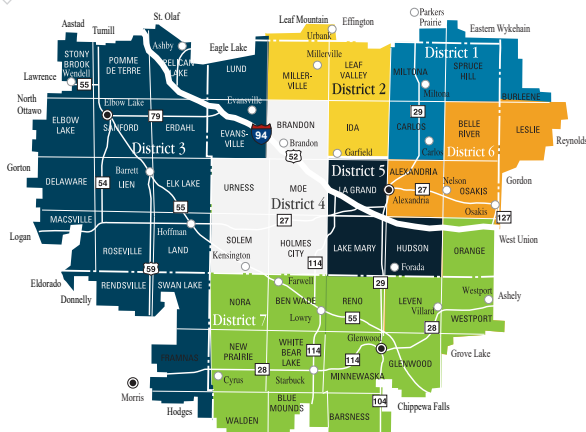 Aastad
Tumill
St. Olaf
Leaf Mountain
Effington
Parkers
Prairie
Eastern Wykehain
Urbank
Ashby
Eagle Lake
STONY
BROOK
Wendell
POMME
DE TERRE
PELICAN
LAKE
LUND
Millerville
MILLER-
VILLE
LEAF
VALLEY
District 2
District 1
MILTONA
Miltona
SPRUCE
HILL
BURLEENE
Lawrence
55
North
Ottawo
Elbow Lake
Evansville
ELBOW
LAKE
SANFORD
79
ERDAHL
EVANS-
VILLE
94
BRANDON
Brandon
52
IDA
Garfield
29
CARLOS
Carlos
BELLE
RIVER
LESLIE
District 6
Reynolds
District 3
Gorton
Barrett
DELAWARE
LIEN
ELK LAKE
URNESS
MOE
District 5
LA GRAND
ALEXANDRIA
Alexandria
27
Nelson
OSAKIS
Osakis
Gordon
54
55
District 4
27
127
MACSVILLE
Hoffman
Logan
West Union
ROSEVILLE
LAND
SOLEM
HOLMES
CITY
LAKE MARY
HUDSON
ORANGE
Kensington
114
Forada
59
Eldorado
Donnelly
RENDSVILLE
SWAN LAKE
Farwell
29
NORA
BEN WADE
RENO
LEVEN
Westport
Ashely
Lowry
Villard
District 7
55
28
WESTPORT
Glenwood
Grove Lake
FRAMNAS
NEW
PRAIRIE
WHITE
BEAR
LAKE
114
114
MINNEWASKA
GLENWOOD
28
Cyrus
Starbuck
Morris
Hodges
BLUE
MOUNDS
104
Chippewa Falls
WALDEN
BARSNESS